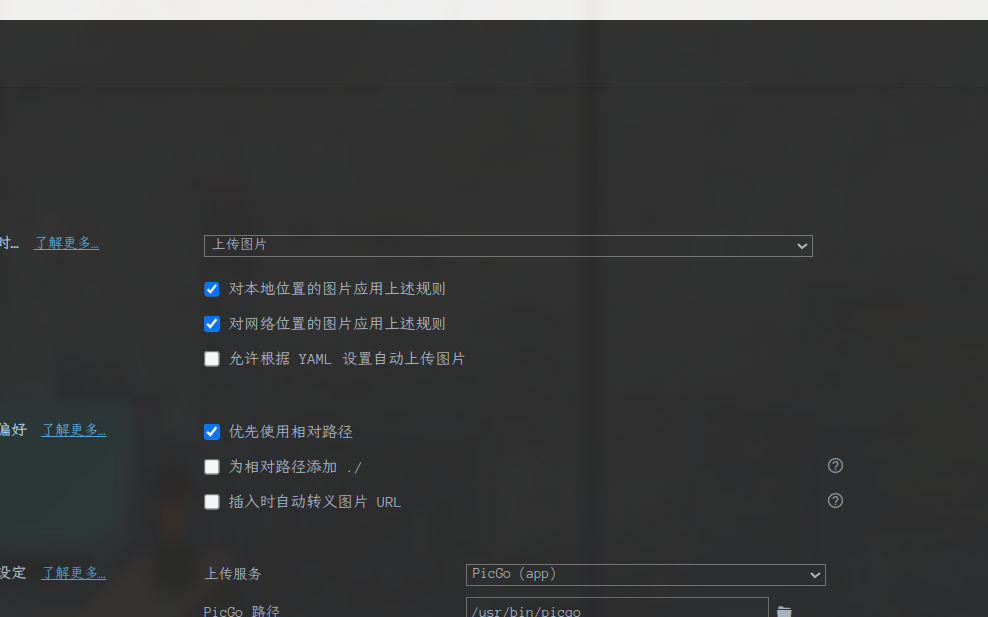 时… 了解更多… 上传图片
对本地位置的图片应用上述规则
对网络位置的图片应用上述规则
允许根据 YAML 设置自动上传图片
偏好 了解更多… 优先使用相对路径
为相对路径添加 ./
插入时自动转义图片 URL
设定 了解更多… 上传服务 PicGo (app)
PicGo 路径 /usr/bin/picgo